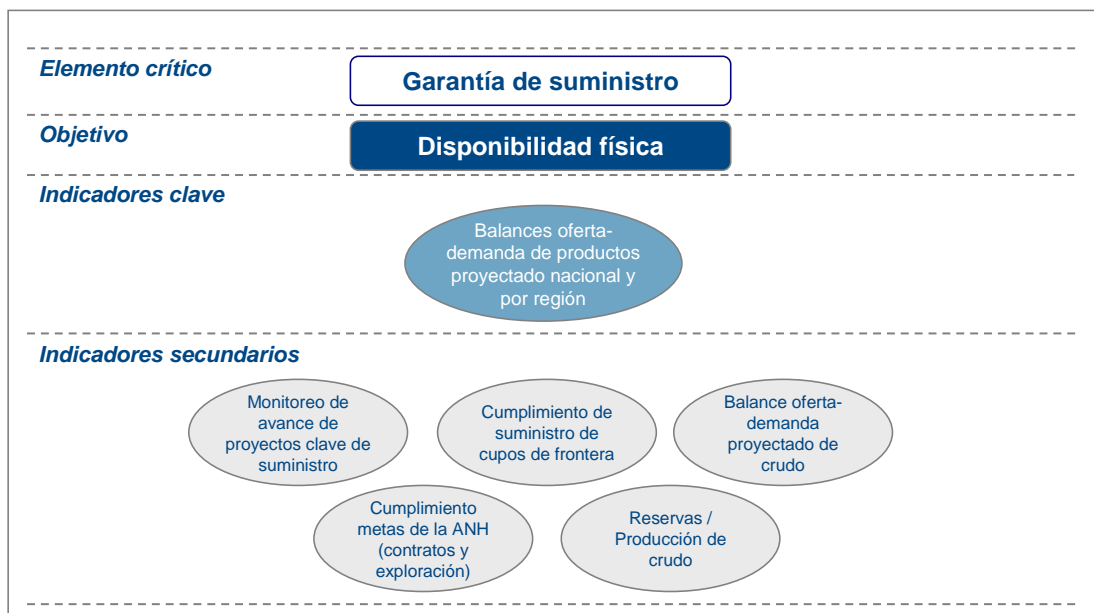 Elemento crítico
Garantía de suministro
Objetivo
Disponibilidad física
Indicadores clave
Balances oferta-
demanda de productos
proyectado nacional y
por región
Indicadores secundarios
Monitoreo de
avance de
proyectos clave de
suministro
Cumplimiento de
suministro de
cupos de frontera
Balance oferta-
demanda
proyectado de
crudo
Cumplimiento
metas de la ANH
(contratos y
exploración)
Reservas /
Producción de
crudo